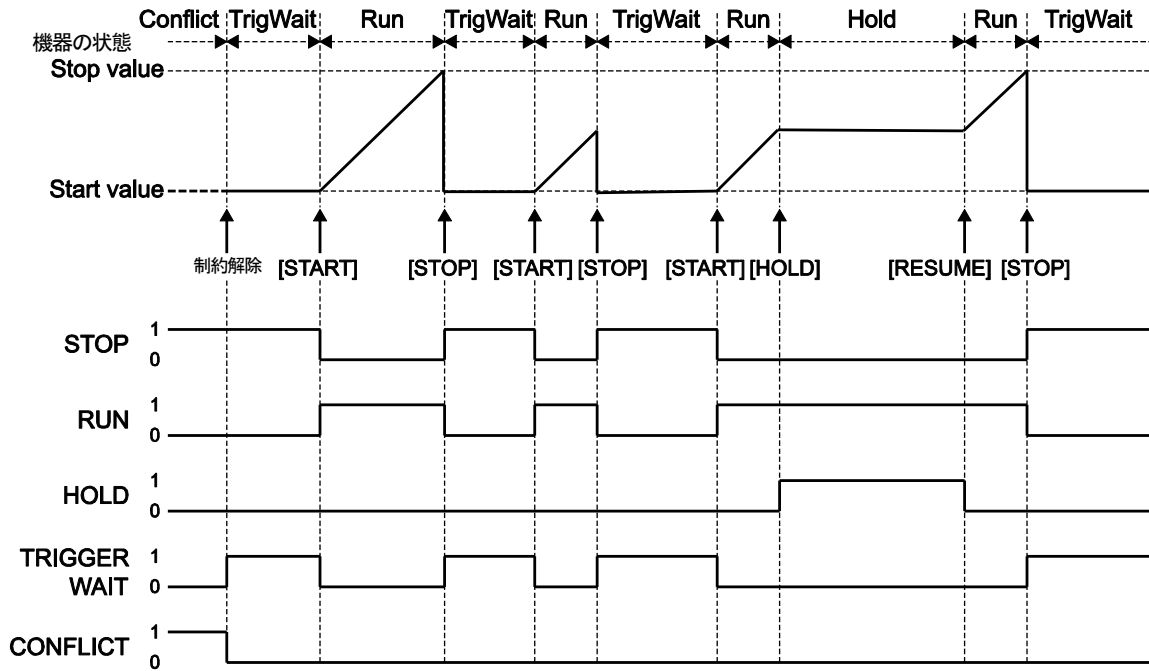 Conflict TrigWait Run TrigWait Run TrigWait Run Hold Run TrigWait
機器の状態
Stop value
Start value
制約解除 [START] [STOP] [START] [STOP] [START] [HOLD] [RESUME] [STOP]
STOP 1
0
RUN 1
0
HOLD 1
0
TRIGGER 1
WAIT 0
CONFLICT 1
0